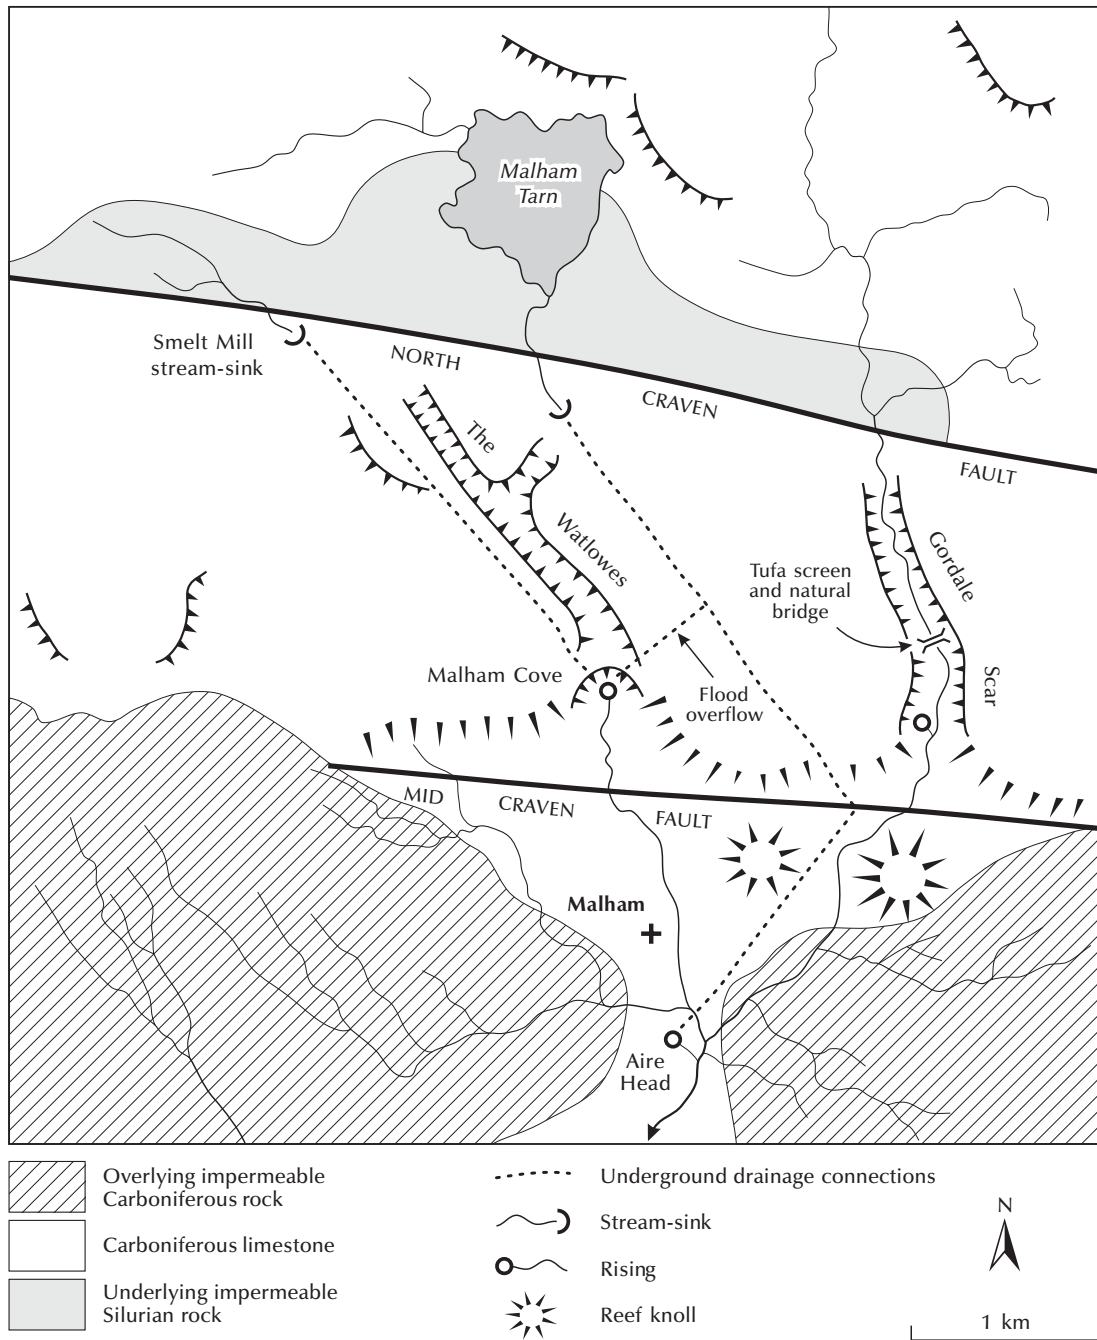 Malham
Tarn
Smelt Mill
stream-sink
NORTH
CRAVEN
FAULT
The
Watlowes
Gordale
Scar
Tufa screen
and natural
bridge
Malham Cove
Flood
overflow
MID
CRAVEN
FAULT
Malham
Aire
Head
Overlying impermeable
Carboniferous rock
Carboniferous limestone
Underlying impermeable
Silurian rock
Underground drainage connections
Stream-sink
Rising
Reef knoll
N
1 km